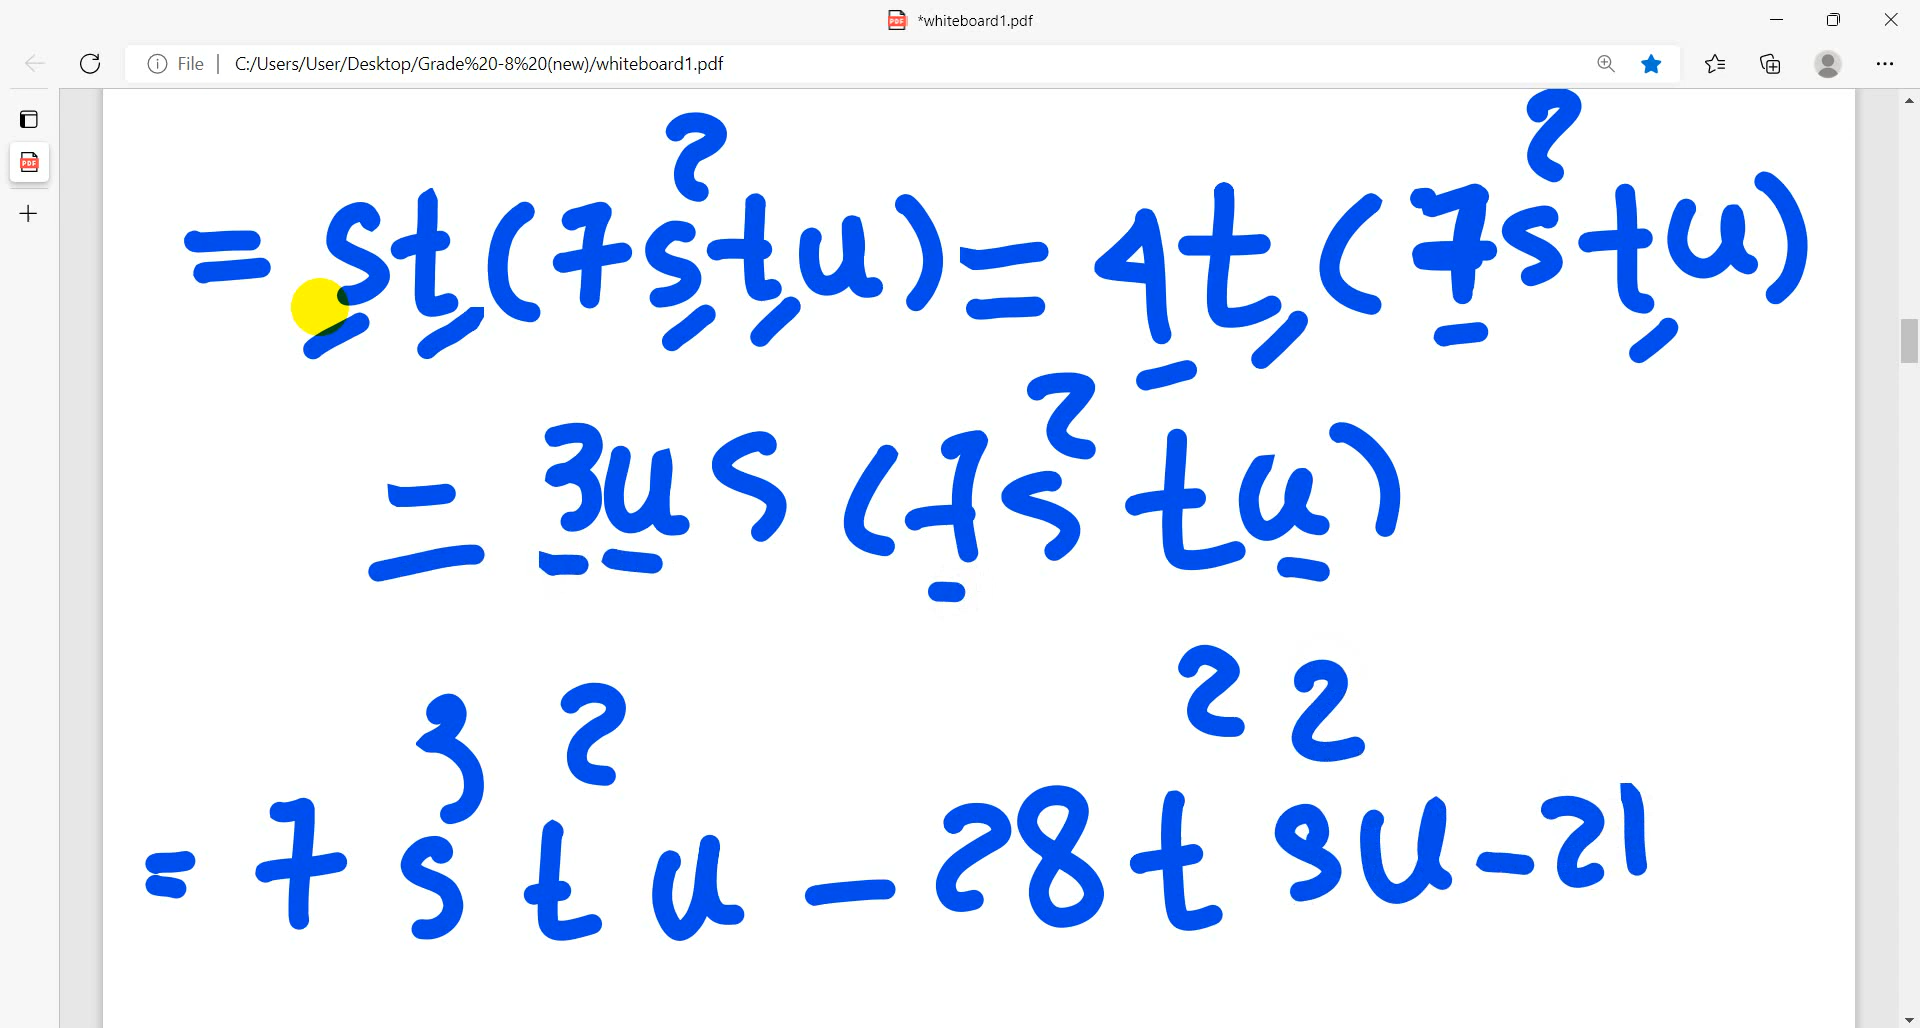 *whiteboard1.pdf
File | C:/Users/User/Desktop/Grade%20-8%20(new)/whiteboard1.pdf
= st(7s²tu) = 4t(7s²tu)
= 3us(7s²tu)
= 7s³t²u - 28t²s²u - 21